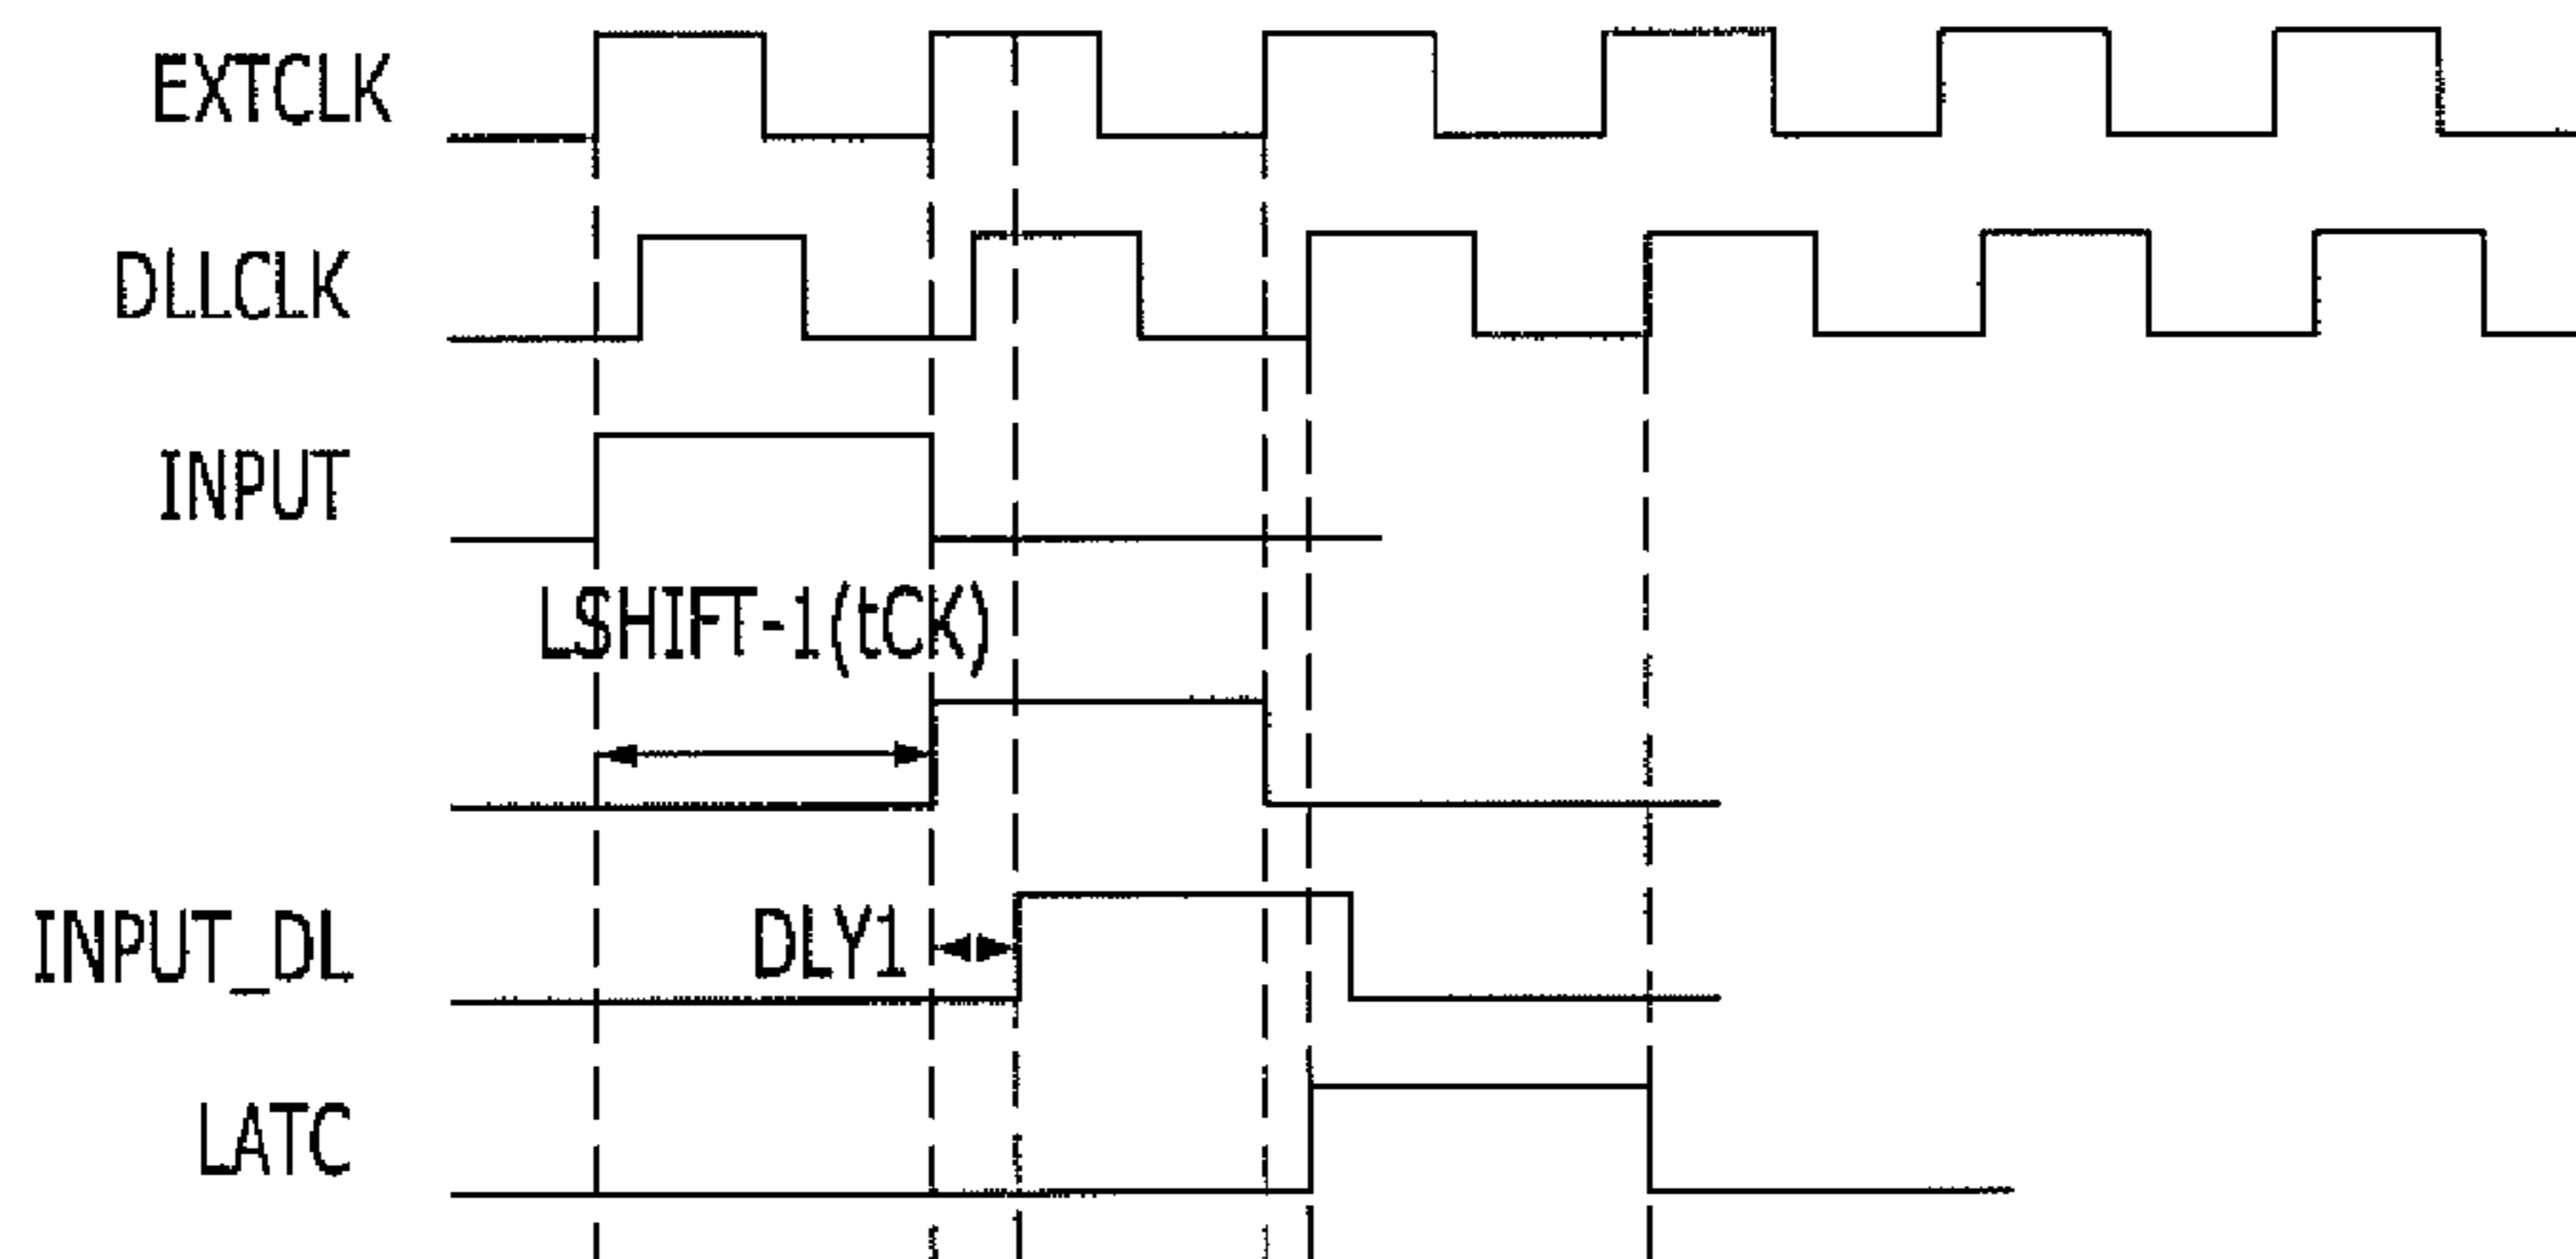 EXTCLK
DLLCLK
INPUT
LSHIFT-1(tCK)
INPUT_DL
DLY1
LATC